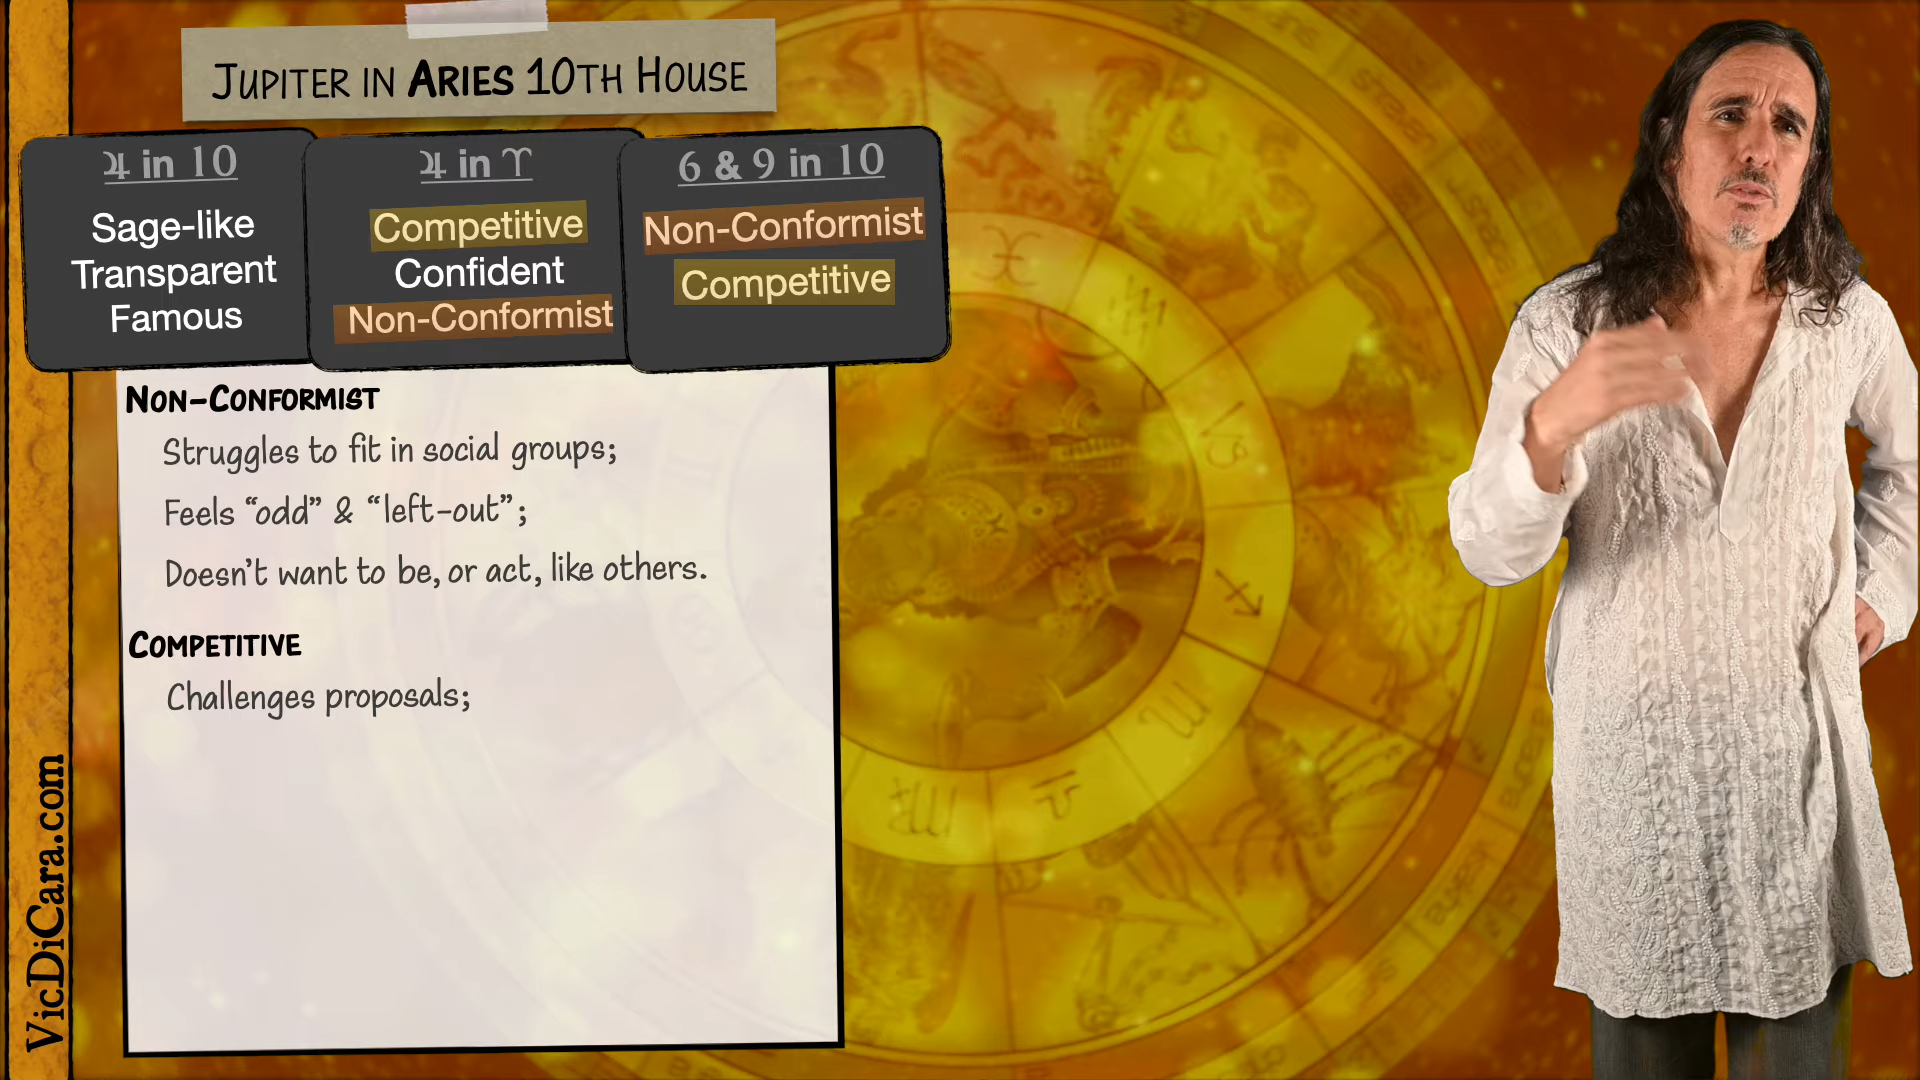 JUPITER IN ARIES 10TH HOUSE
♃ in 10
Sage-like
Transparent
Famous
♃ in ♈
Competitive
Confident
Non-Conformist
6 & 9 in 10
Non-Conformist
Competitive
NON-CONFORMIST
Struggles to fit in social groups;
Feels “odd” & “left-out”;
Doesn’t want to be, or act, like others.
COMPETITIVE
Challenges proposals;
VicDiCara.com